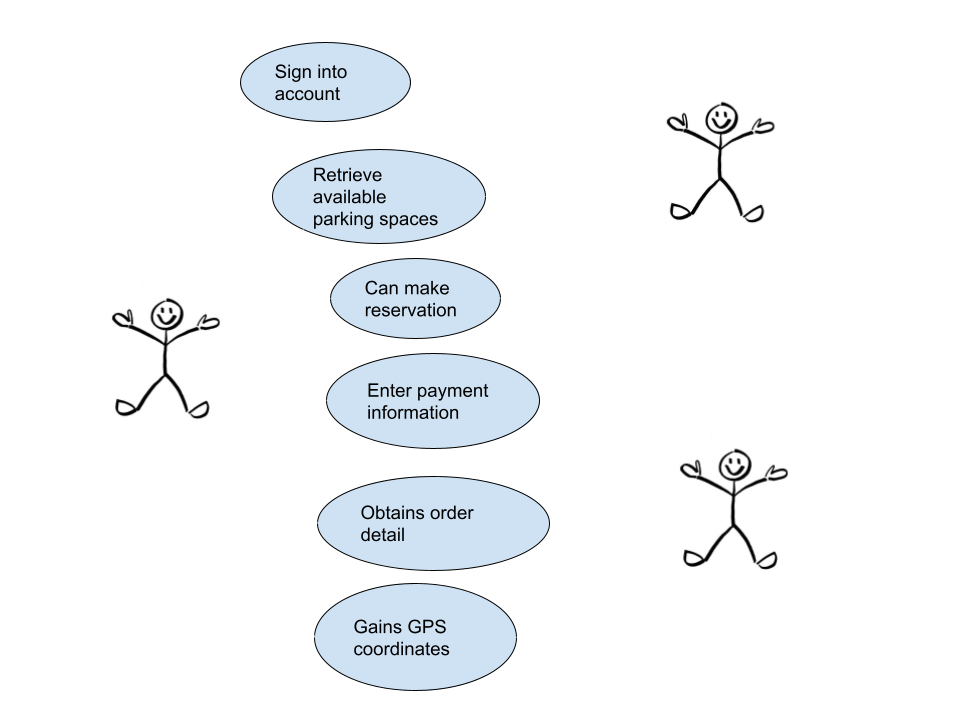 Sign into
account
Retrieve
available
parking spaces
Can make
reservation
Enter payment
information
Obtains order
detail
Gains GPS
coordinates